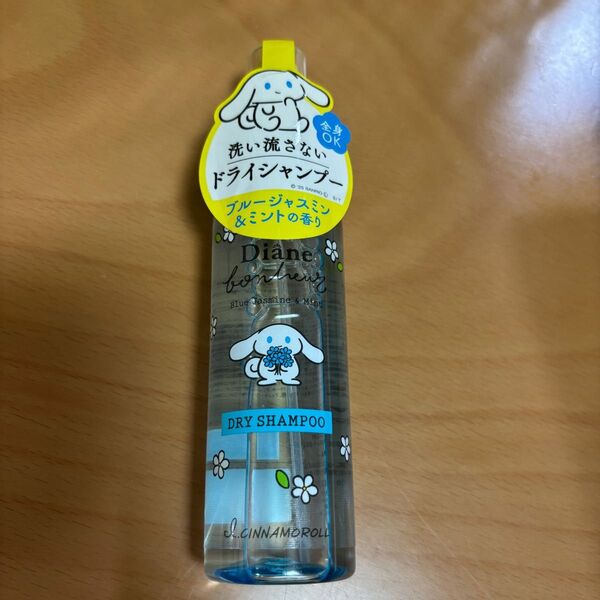 全身
OK
洗い流さない
ドライシャンプー
ブルージャスミン
&ミントの香り
Diane
bonheur
Blue Jasmine & Mint
DRY SHAMPOO
CINNAMOROLL